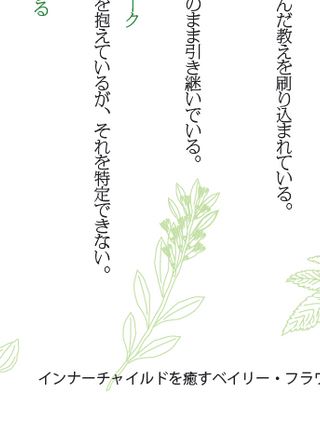 んだ教えを刷り込まれている。
のまま引き継いでいる。
ーク
を抱えているが、それを特定できない。
る
インナーチャイルドを癒すベイリー・フラワ